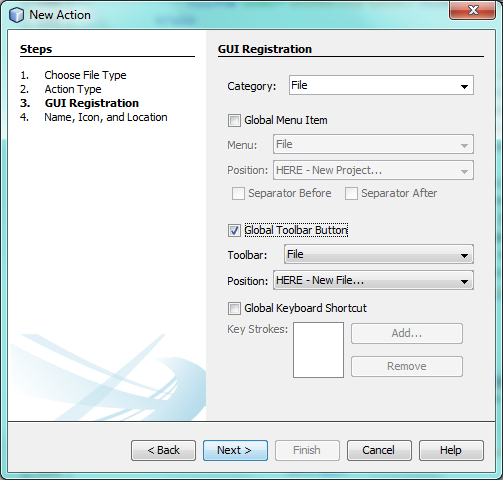 New Action
Steps
1. Choose File Type
2. Action Type
3. GUI Registration
4. Name, Icon, and Location
GUI Registration
Category: File
Global Menu Item
Menu: File
Position: HERE - New Project...
Separator Before Separator After
Global Toolbar Button
Toolbar: File
Position: HERE - New File...
Global Keyboard Shortcut
Key Strokes: Add...
Remove
< Back Next > Finish Cancel Help